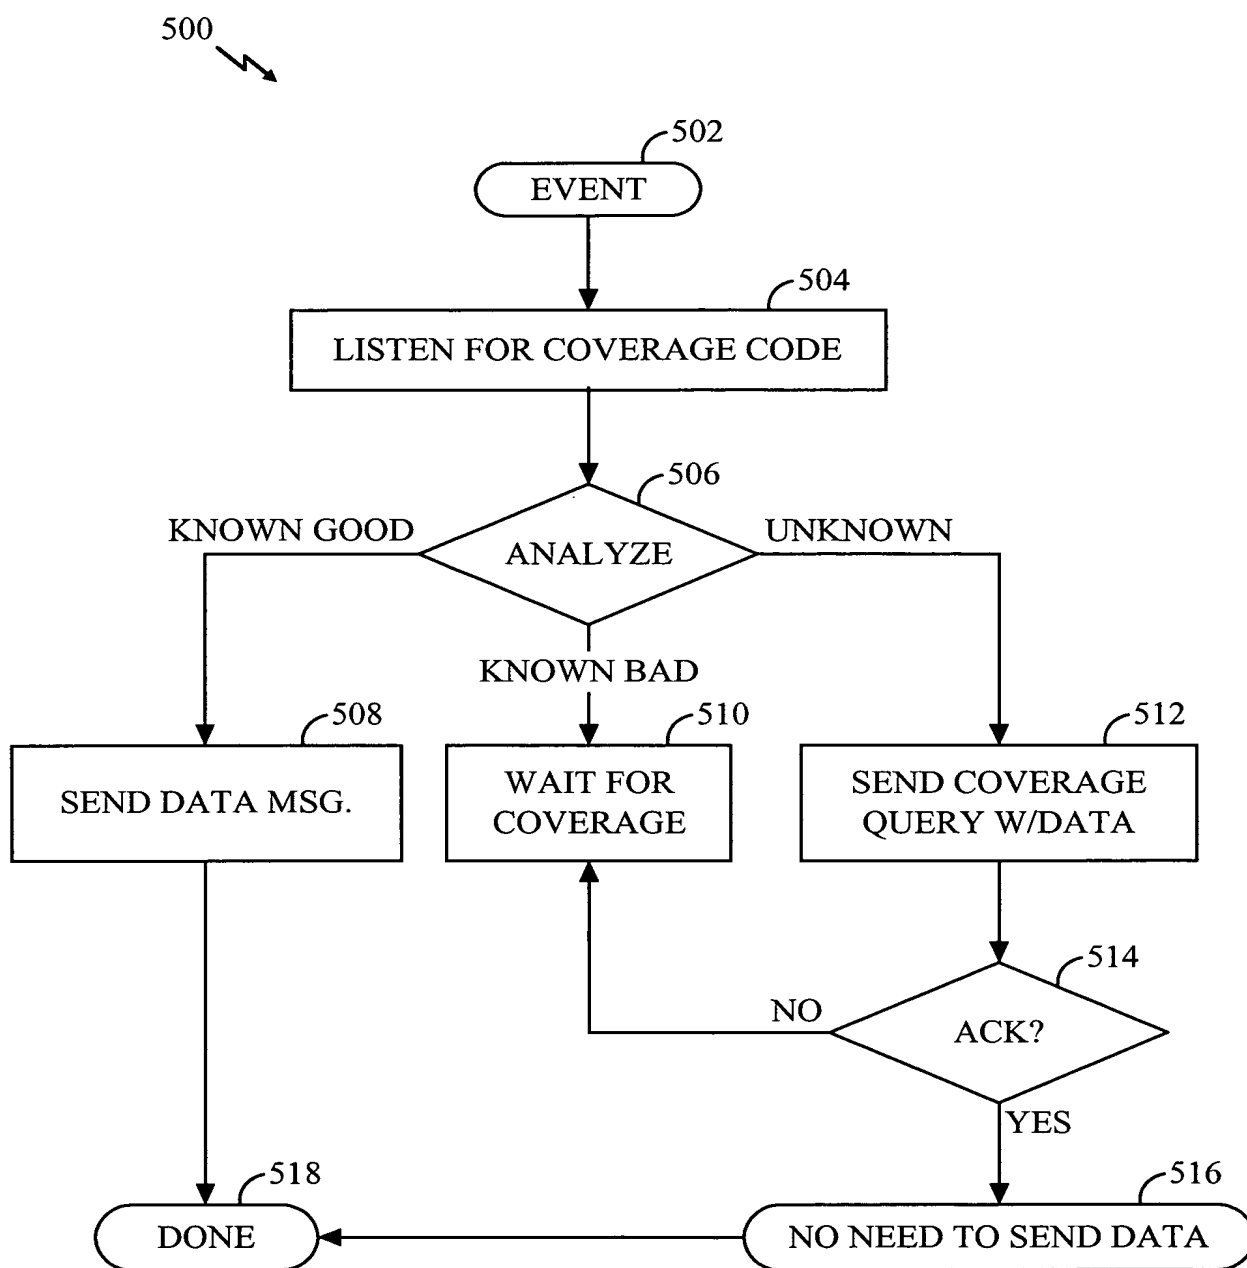 500
502
EVENT
504
LISTEN FOR COVERAGE CODE
506
KNOWN GOOD
UNKNOWN
ANALYZE
KNOWN BAD
508
510
512
SEND DATA MSG.
WAIT FOR
COVERAGE
SEND COVERAGE
QUERY W/DATA
514
NO
ACK?
YES
518
516
DONE
NO NEED TO SEND DATA